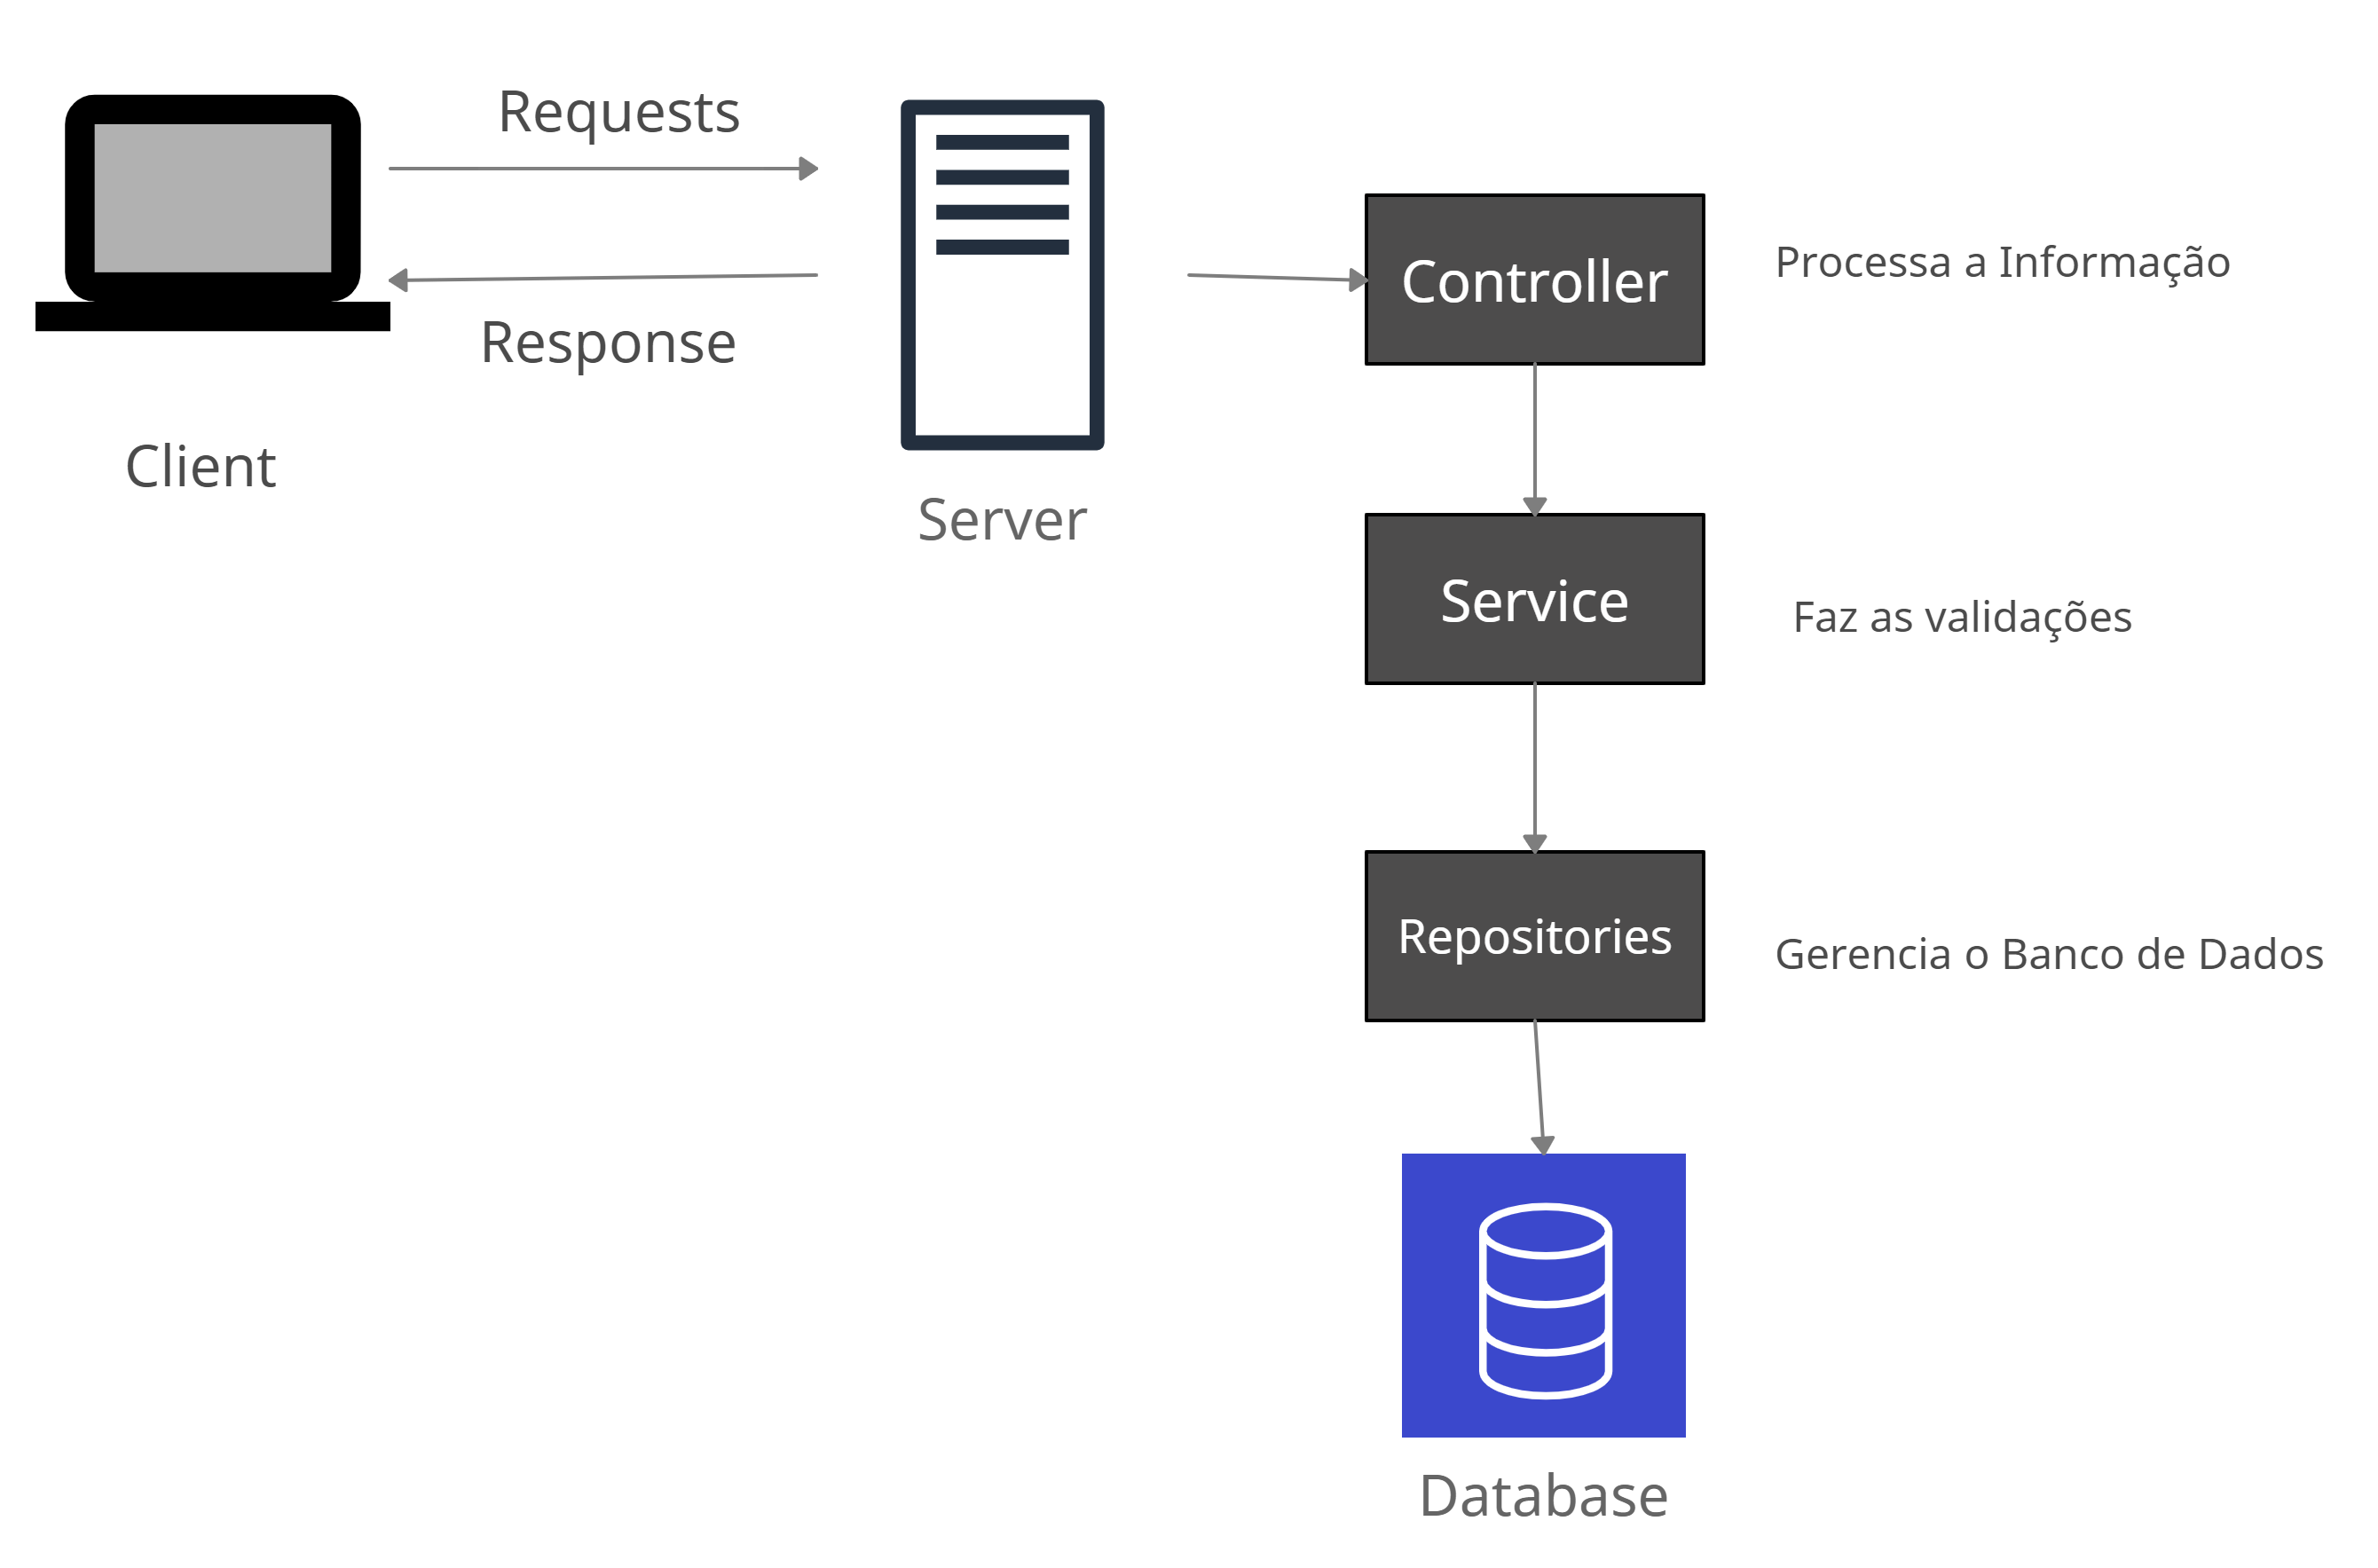 Requests
Response
Client
Server
Controller
Processa a Informação
Service
Faz as validações
Repositories
Gerencia o Banco de Dados
Database